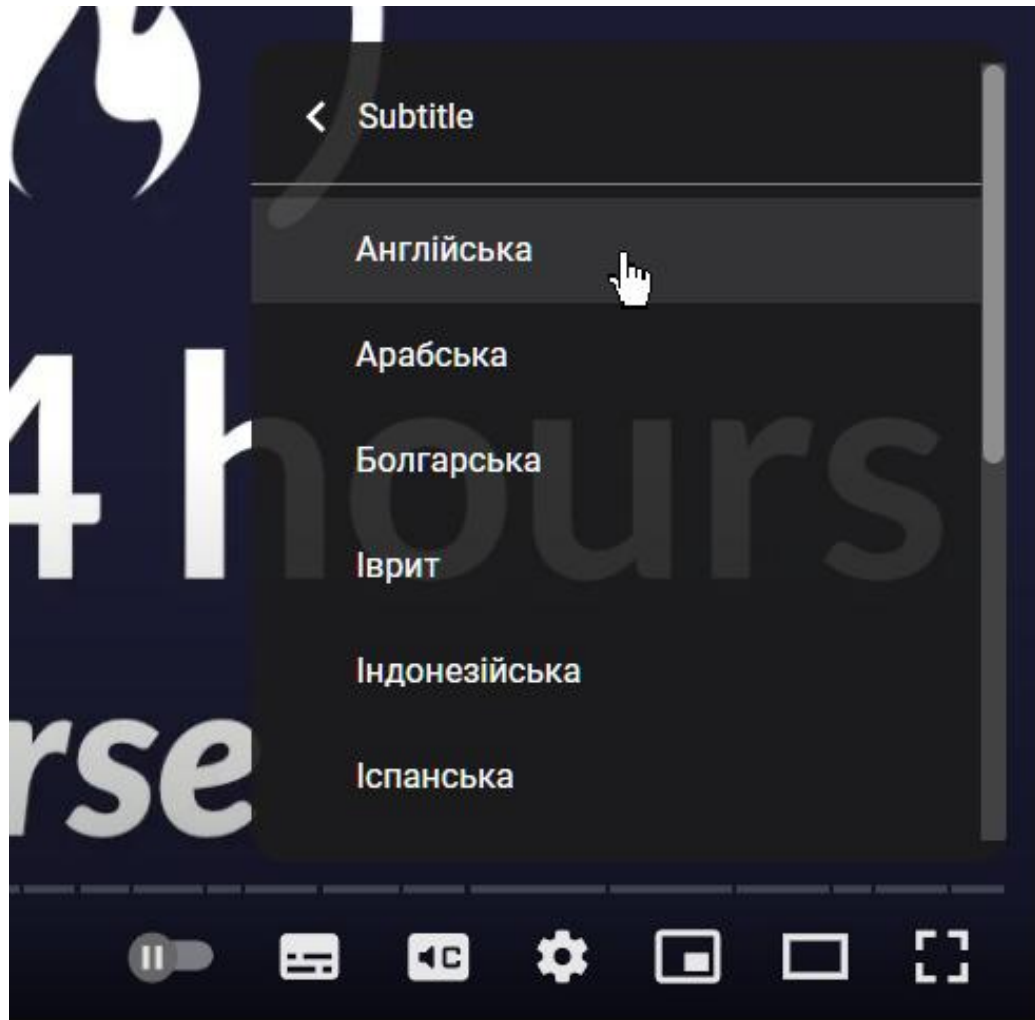 Subtitle
Англійська
Арабська
4 hours
Болгарська
Іврит
Індонезійська
rse
Іспанська